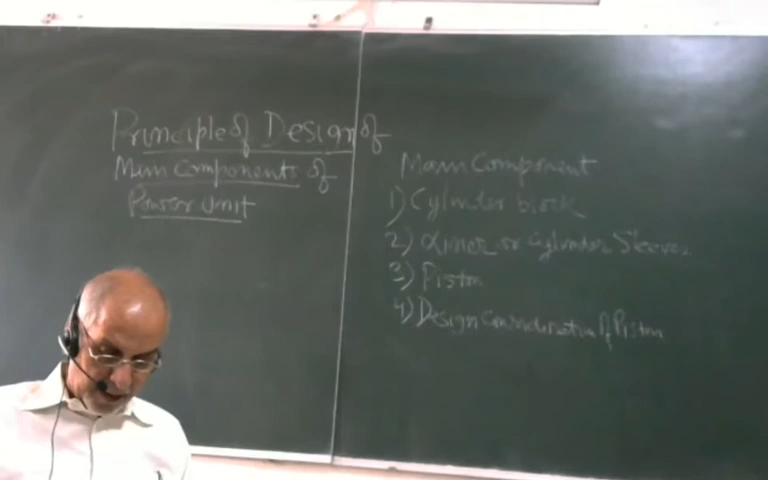 Principle of Design of
Main Components of
Power Unit
Main Component
1) Cylinder block
2) Liner or Cylinder Sleeves
3) Piston
4) Design Consideration of Piston